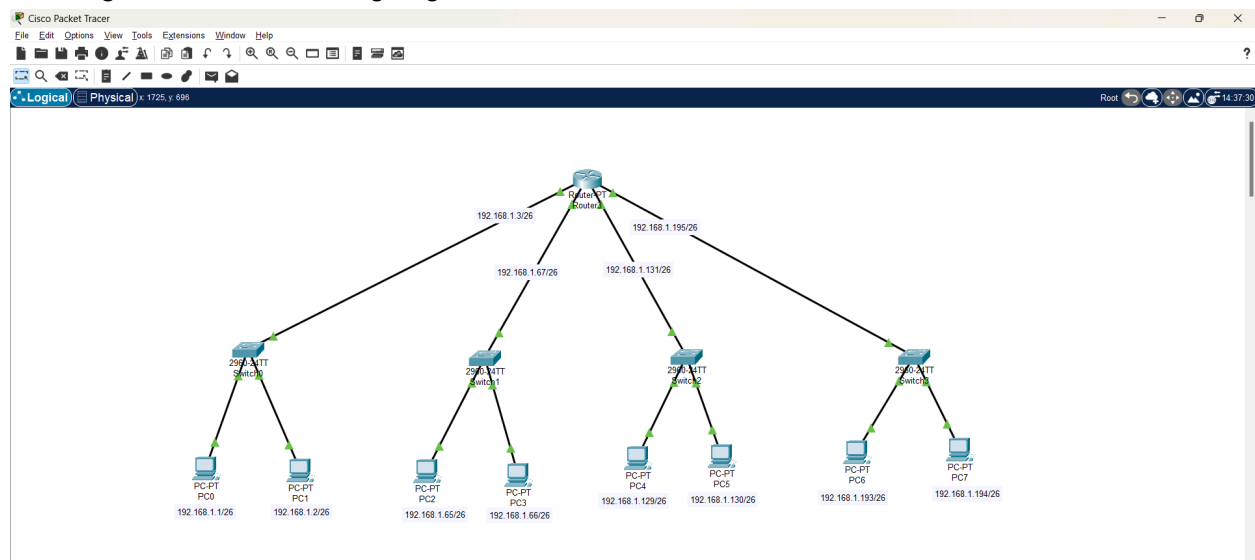 Cisco Packet Tracer
File Edit Options View Tools Extensions Window Help
?
Logical Physical x: 1725, y: 696
Root 14:37:30
Router-PT
192.168.1.3/26
192.168.1.195/26
192.168.1.67/26
192.168.1.131/26
2960-24TT
Switch0
2960-24TT
Switch1
2960-24TT
Switch2
2960-24TT
PC-PT
PC0
192.168.1.1/26
PC-PT
PC1
192.168.1.2/26
PC-PT
PC2
192.168.1.65/26
PC-PT
PC3
192.168.1.66/26
PC-PT
PC4
192.168.1.129/26
PC-PT
PC5
192.168.1.130/26
PC-PT
PC6
192.168.1.193/26
PC-PT
PC7
192.168.1.194/26